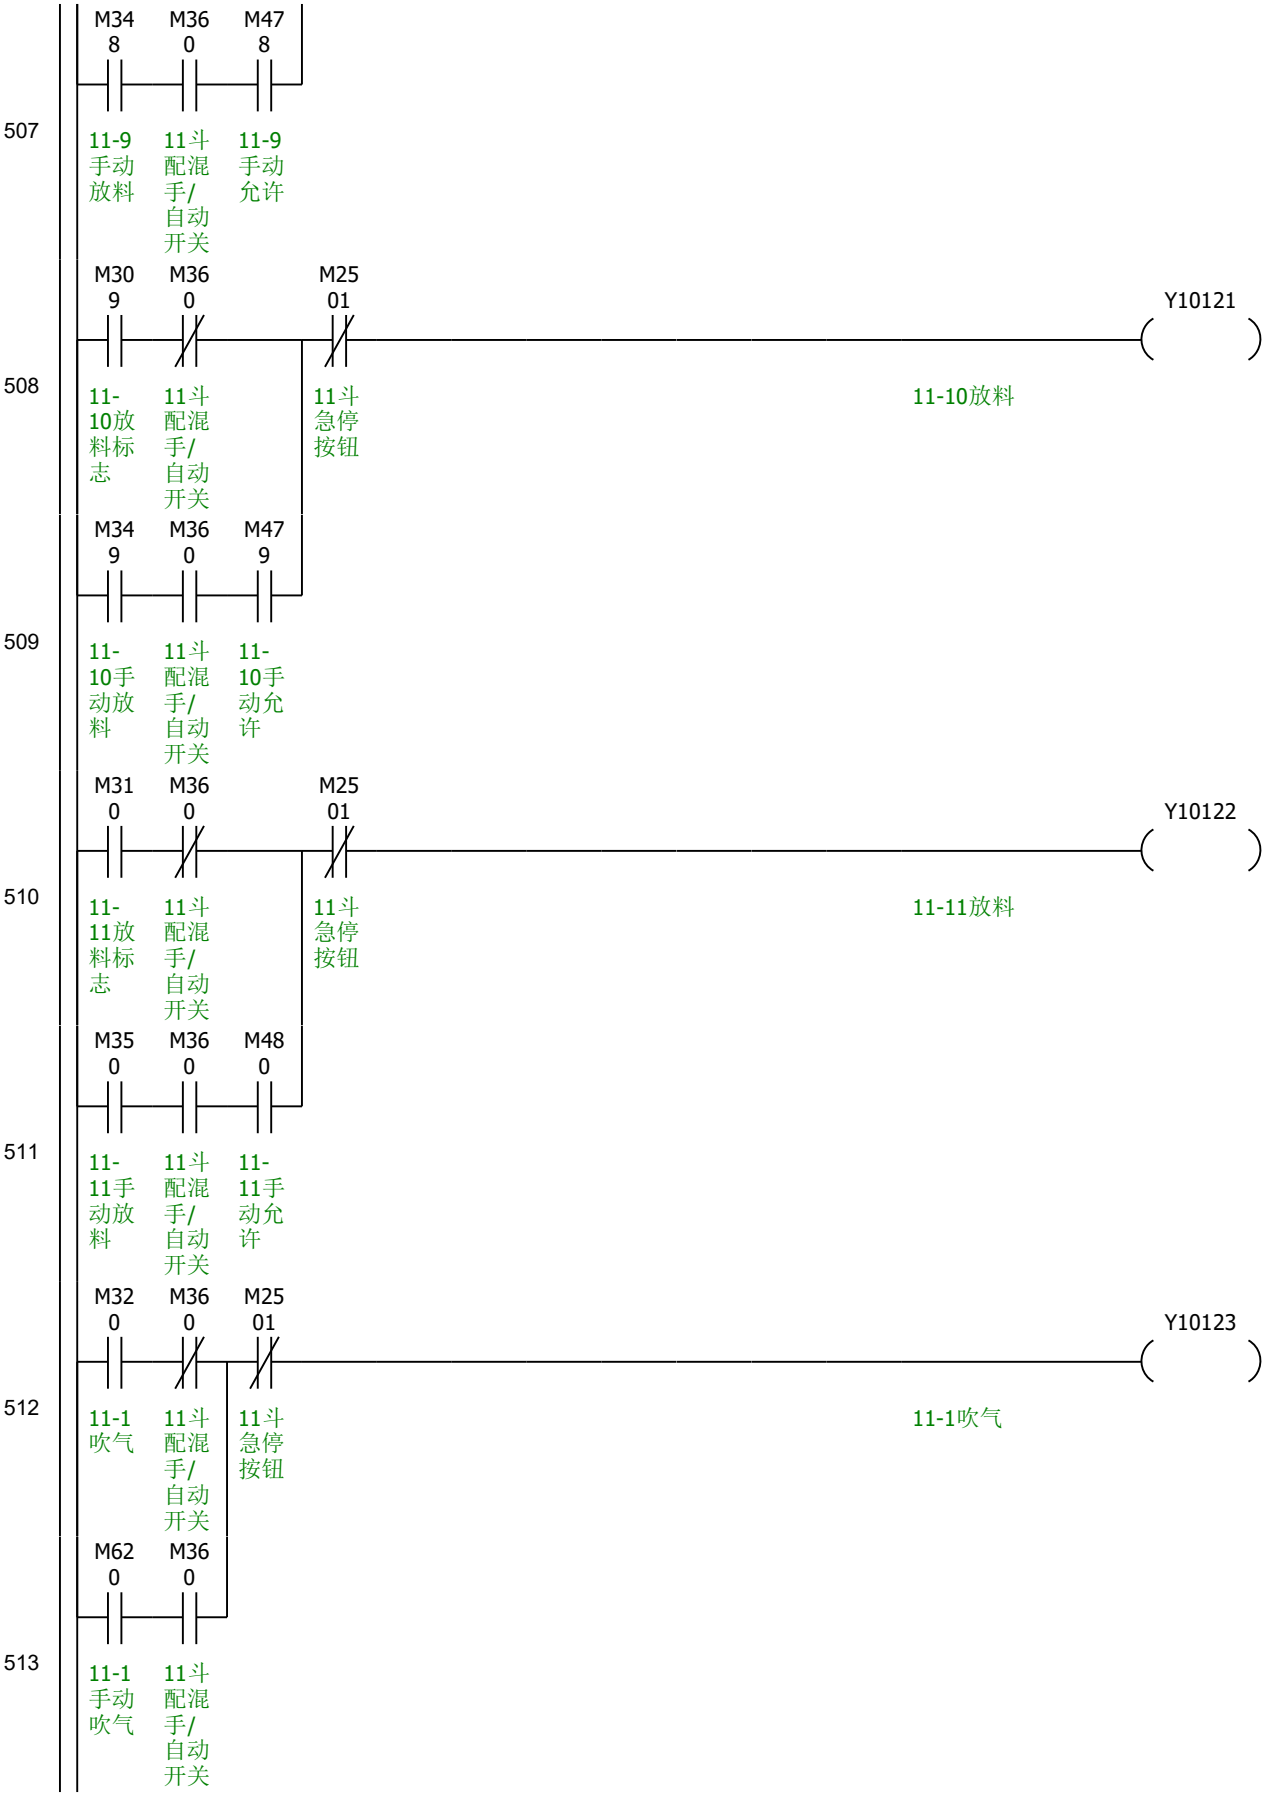 M34 M36 M47
8 0 8
507
11-9 11斗 11-9
手动 配混 手动
放料 手/ 允许
自动
开关
M30 M36 M25
9 0 01 Y10121
508
11- 11斗 11斗 11-10放料
10放 配混 急停
料标 手/ 按钮
志 自动
开关
M34 M36 M47
9 0 9
509
11- 11斗 11-
10手 配混 10手
动放 手/ 动允
料 自动 许
开关
M31 M36 M25
0 0 01 Y10122
510
11- 11斗 11斗 11-11放料
11放 配混 急停
料标 手/ 按钮
志 自动
开关
M35 M36 M48
0 0 0
511
11- 11斗 11-
11手 配混 11手
动放 手/ 动允
料 自动 许
开关
M32 M36 M25
0 0 01 Y10123
512
11-1 11斗 11斗 11-1吹气
吹气 配混 急停
手/ 按钮
自动
开关
M62 M36
0 0
513
11-1 11斗
手动 配混
吹气 手/
自动
开关